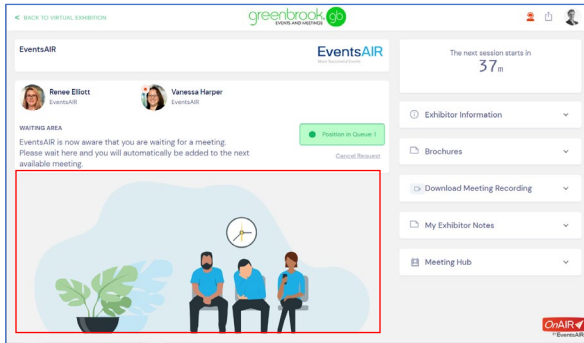 < BACK TO VIRTUAL EXHIBITION
greenbrook gb
EVENTS AND MEETINGS
EventsAIR
EventsAIR
Renee Elliott
EventsAIR
Vanessa Harper
EventsAIR
WAITING AREA
EventsAIR is now aware that you are waiting for a meeting.
Please wait here and you will automatically be added to the next
available meeting.
Position in Queue: 1
Cancel Request
The next session starts in
37m
Exhibitor Information
Brochures
Download Meeting Recording
My Exhibitor Notes
Meeting Hub
OnAIR
BY EventsAIR